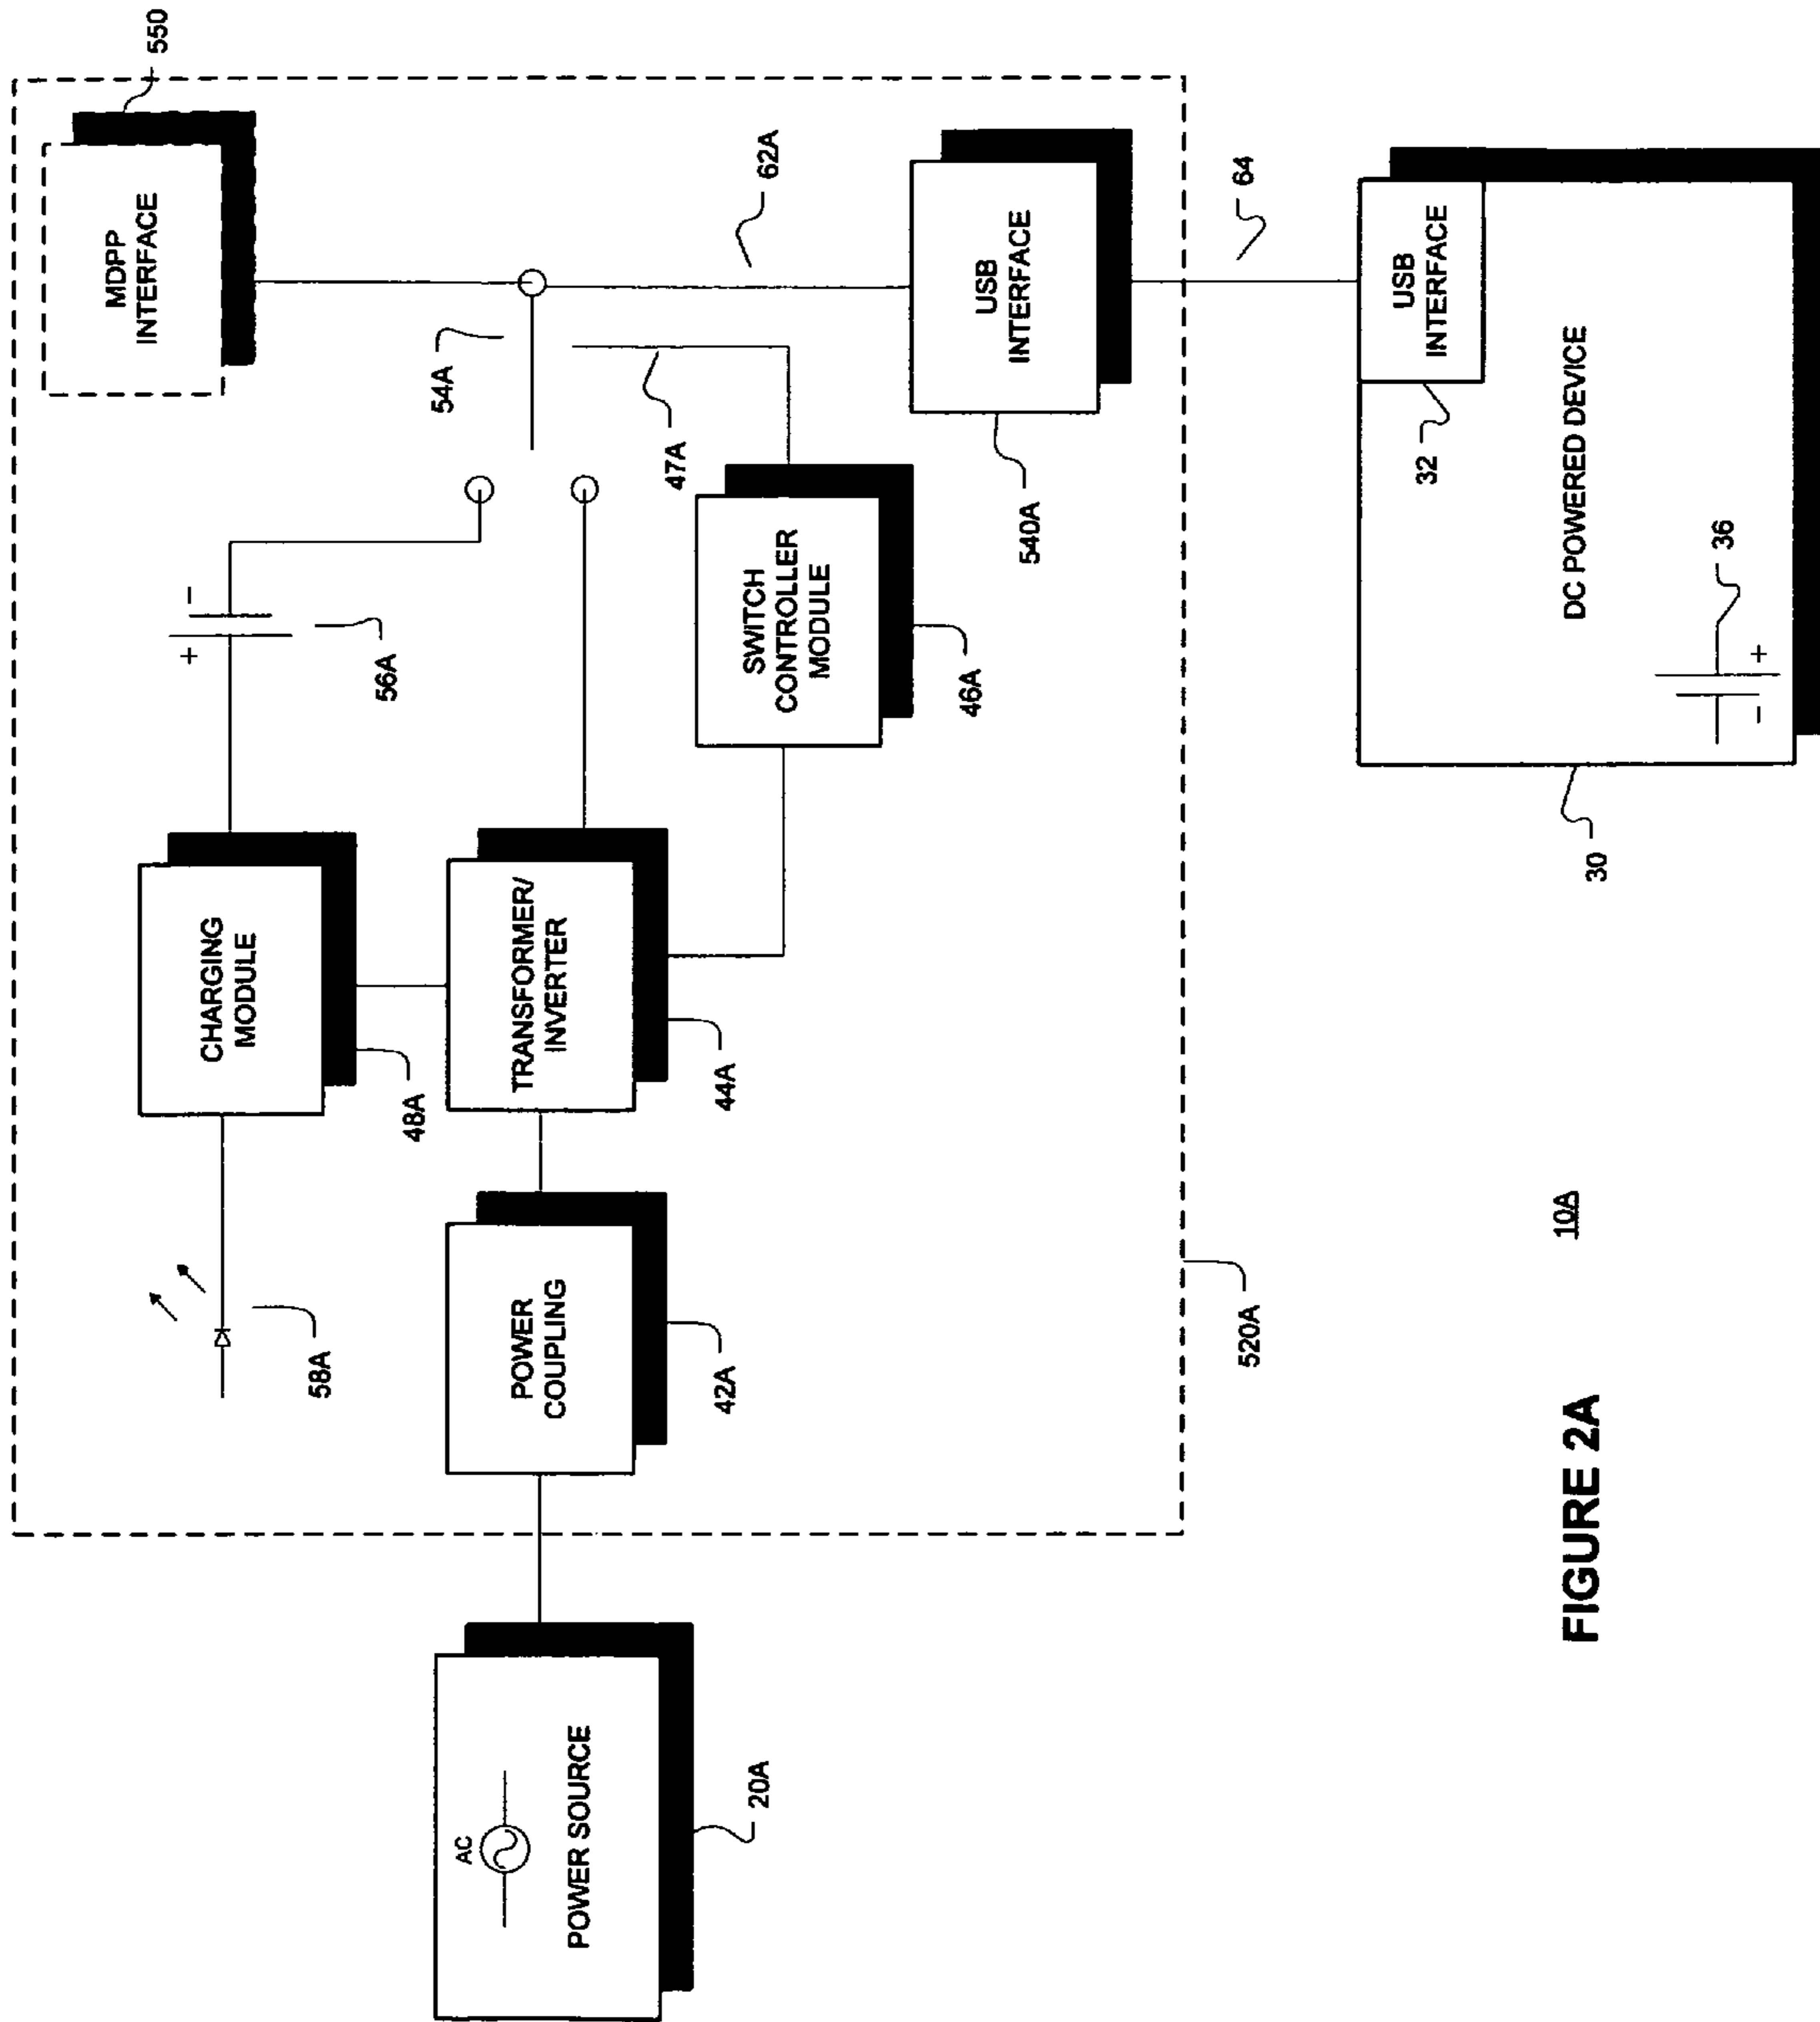 AC
POWER SOURCE
20A
POWER
COUPLING
42A
58A
CHARGING
MODULE
48A
TRANSFORMER/
INVERTER
44A
+
-
56A
SWITCH
CONTROLLER
MODULE
46A
47A
54A
MDPP
INTERFACE
550
62A
USB
INTERFACE
540A
520A
64
USB
INTERFACE
32
DC POWERED DEVICE
36
-
+
30
10A
FIGURE 2A